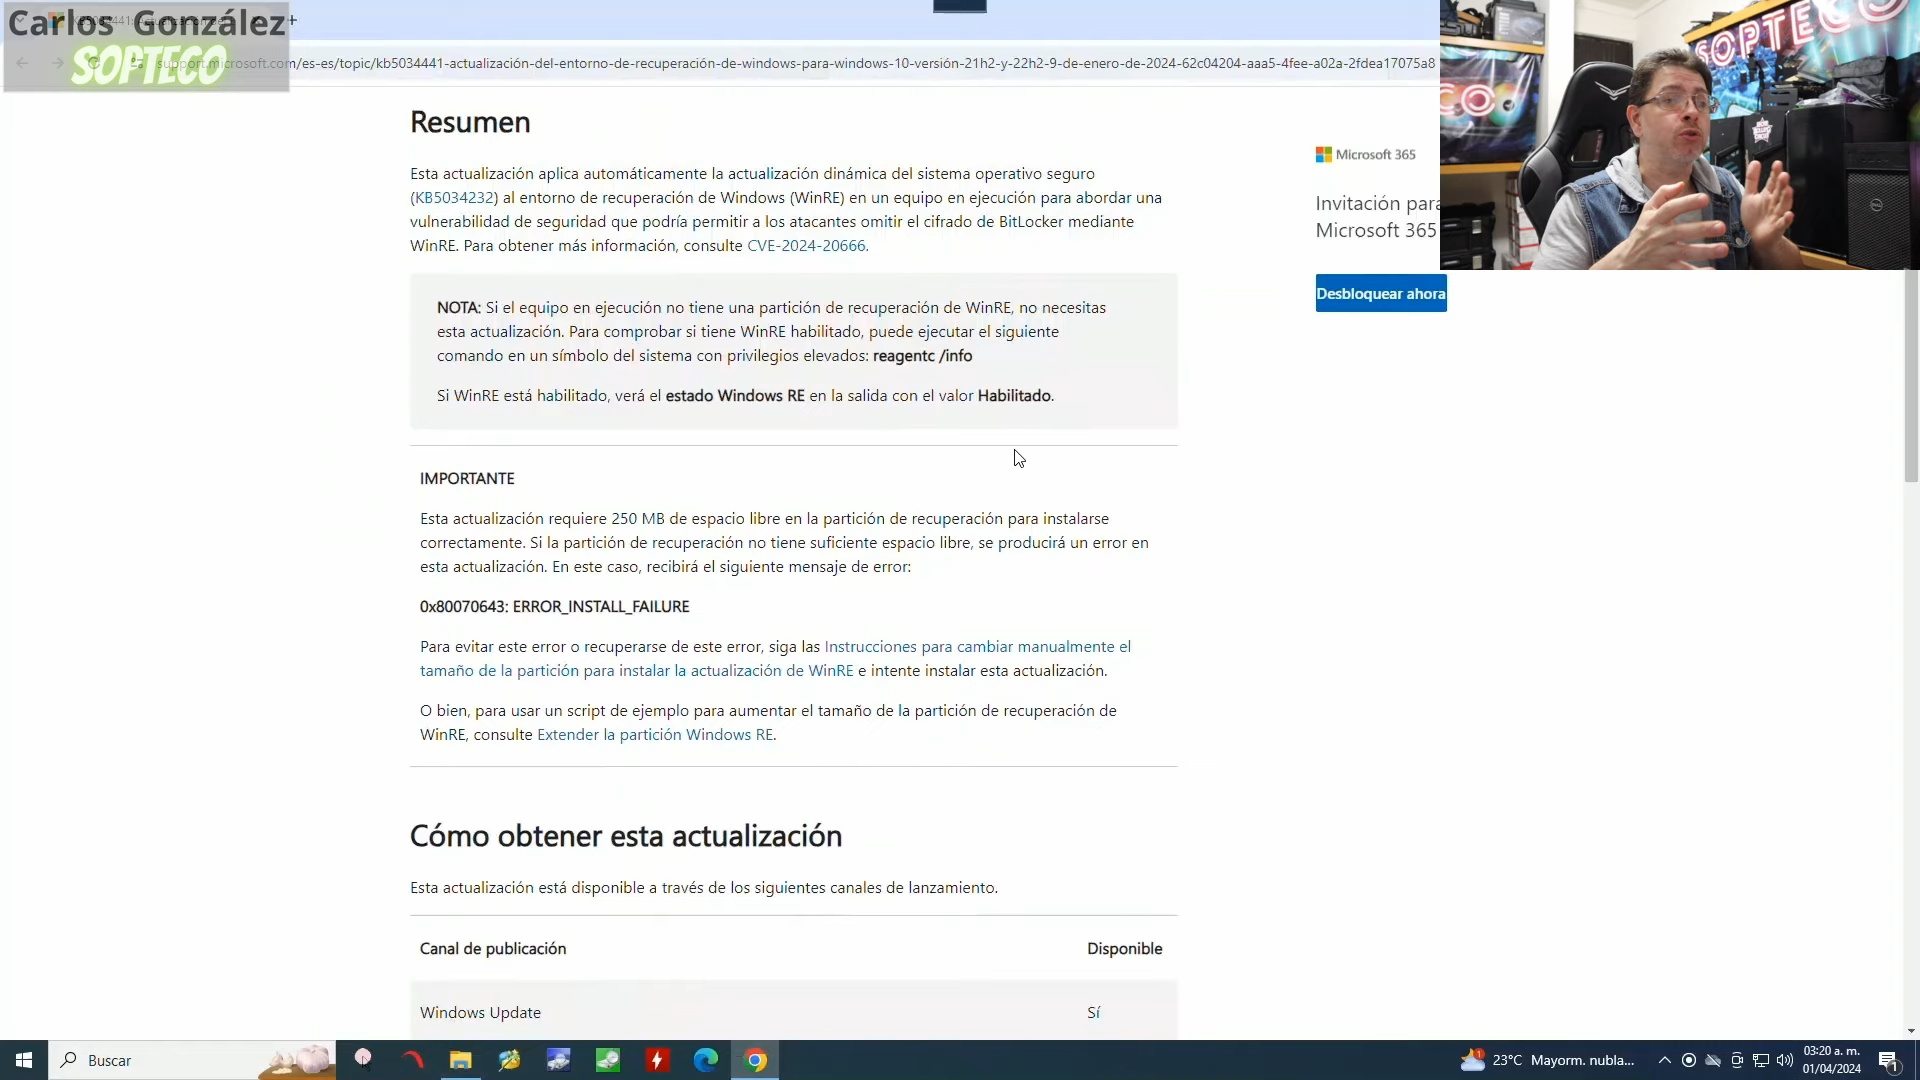 Carlos González
SOPTECO
support.microsoft.com/es-es/topic/kb5034441-actualización-del-entorno-de-recuperación-de-windows-para-windows-10-versión-21h2-y-22h2-9-de-enero-de-2024-62c04204-aaa5-4fee-a02a-2fdea17075a8
SOPTECO
CO
Resumen
Esta actualización aplica automáticamente la actualización dinámica del sistema operativo seguro
(KB5034232) al entorno de recuperación de Windows (WinRE) en un equipo en ejecución para abordar una
vulnerabilidad de seguridad que podría permitir a los atacantes omitir el cifrado de BitLocker mediante
WinRE. Para obtener más información, consulte CVE-2024-20666.
Microsoft 365
Invitación para
Microsoft 365
Desbloquear ahora
NOTA: Si el equipo en ejecución no tiene una partición de recuperación de WinRE, no necesitas
esta actualización. Para comprobar si tiene WinRE habilitado, puede ejecutar el siguiente
comando en un símbolo del sistema con privilegios elevados: reagentc /info
Si WinRE está habilitado, verá el estado Windows RE en la salida con el valor Habilitado.
IMPORTANTE
Esta actualización requiere 250 MB de espacio libre en la partición de recuperación para instalarse
correctamente. Si la partición de recuperación no tiene suficiente espacio libre, se producirá un error en
esta actualización. En este caso, recibirá el siguiente mensaje de error:
0x80070643: ERROR_INSTALL_FAILURE
Para evitar este error o recuperarse de este error, siga las Instrucciones para cambiar manualmente el
tamaño de la partición para instalar la actualización de WinRE e intente instalar esta actualización.
O bien, para usar un script de ejemplo para aumentar el tamaño de la partición de recuperación de
WinRE, consulte Extender la partición Windows RE.
Cómo obtener esta actualización
Esta actualización está disponible a través de los siguientes canales de lanzamiento.
Canal de publicación Disponible
Windows Update Sí
Buscar
23°C Mayorm. nubla...
03:20 a. m.
01/04/2024